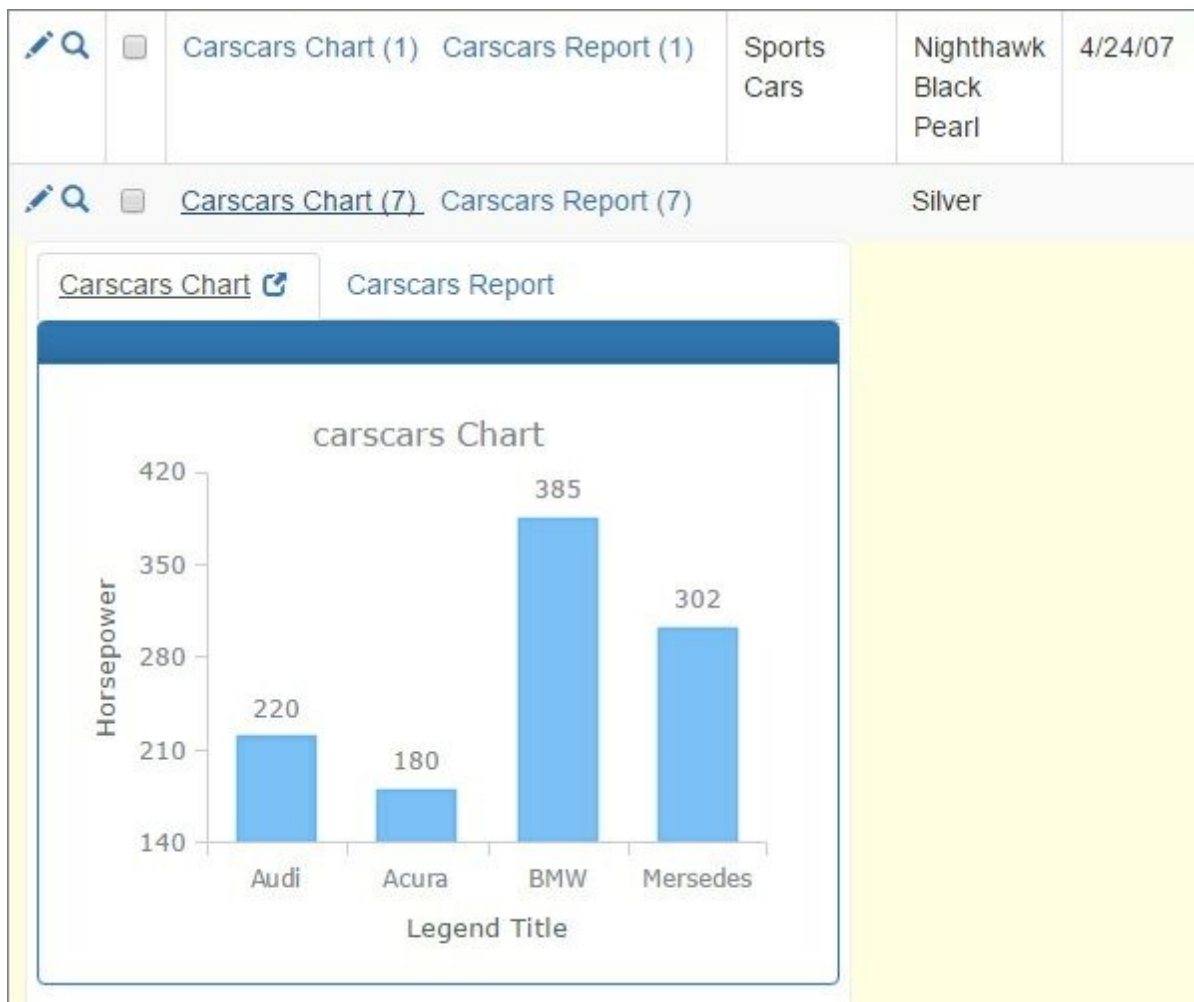 Carscars Chart (1) Carscars Report (1) Sports Nighthawk 4/24/07
Cars Black
Pearl
Carscars Chart (7) Carscars Report (7) Silver
Carscars Chart Carscars Report
carscars Chart
420
385
350
302
Horsepower
280
220
210
180
140
Audi Acura BMW Mersedes
Legend Title